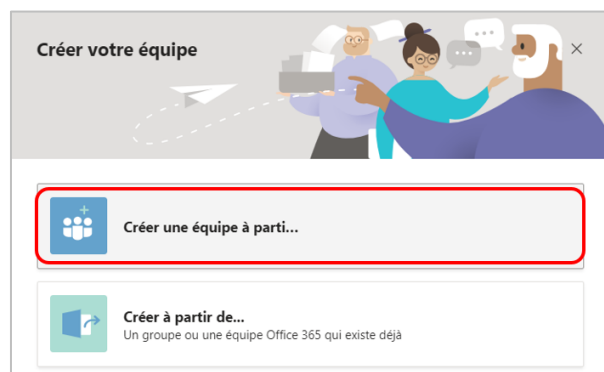 Créer votre équipe
Créer une équipe à parti...
Créer à partir de...
Un groupe ou une équipe Office 365 qui existe déjà